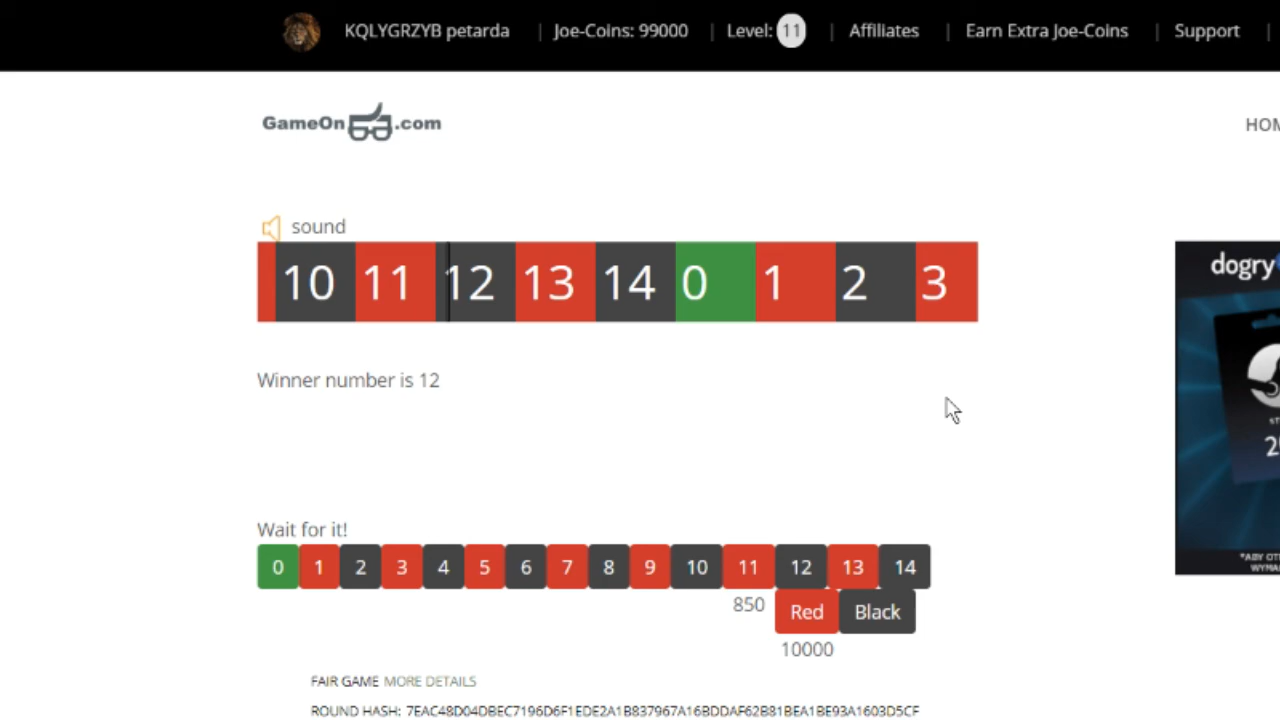 KQLYGRZYB petarda | Joe-Coins: 99000 | Level: 11 | Affiliates | Earn Extra Joe-Coins | Support |
GameOn .com
HOM
sound
10 11 12 13 14 0 1 2 3
dogry
Winner number is 12
Wait for it!
0 1 2 3 4 5 6 7 8 9 10 11 12 13 14
850
Red Black
10000
FAIR GAME MORE DETAILS
ROUND HASH: 7EAC48D04DBEC7196D6F1EDE2A1B837967A16BDDAF62B81BEA1BE93A1603D5CF